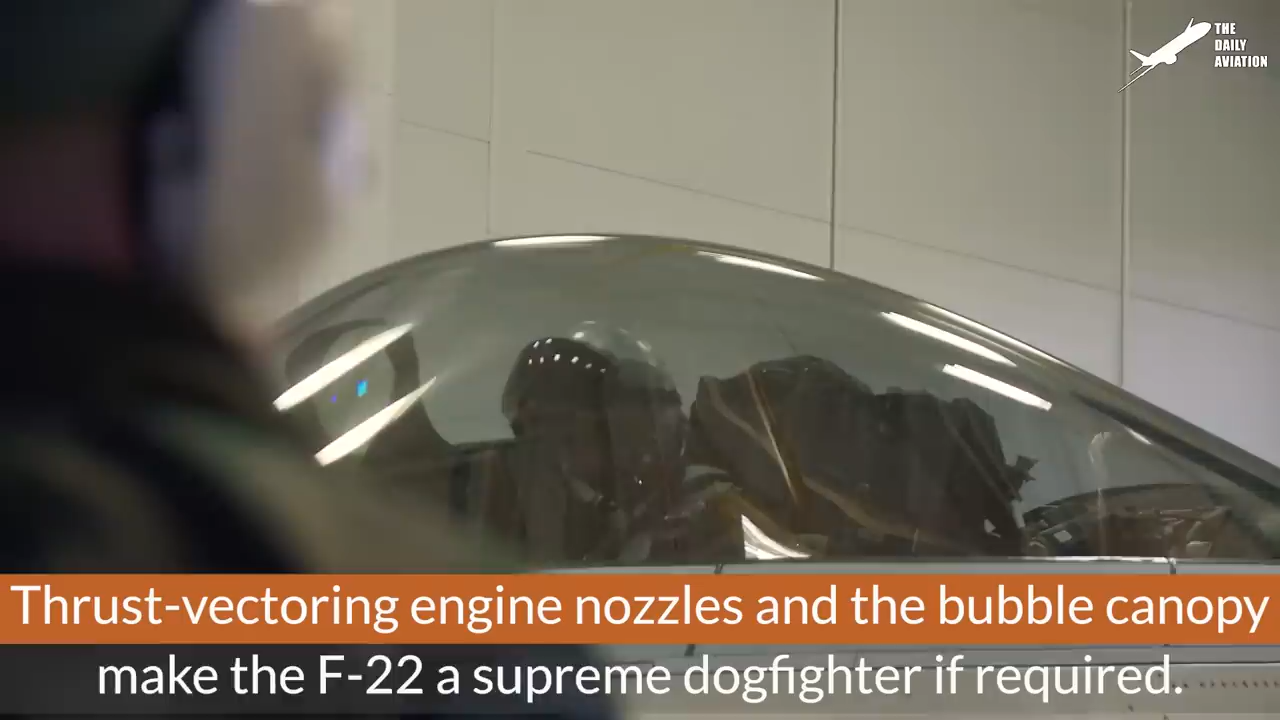 THE
DAILY
AVIATION
Thrust-vectoring engine nozzles and the bubble canopy
make the F-22 a supreme dogfighter if required.